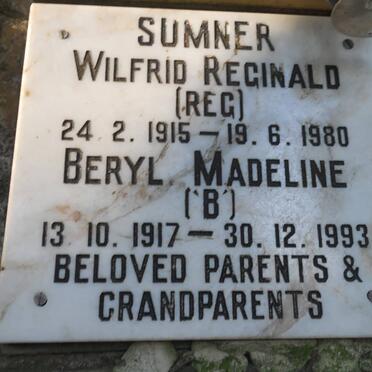 SUMNER
WILFRID REGINALD
(REG)
24. 2. 1915 — 19. 6. 1980
BERYL MADELINE
('B')
13. 10. 1917 — 30. 12. 1993
BELOVED PARENTS &
GRANDPARENTS